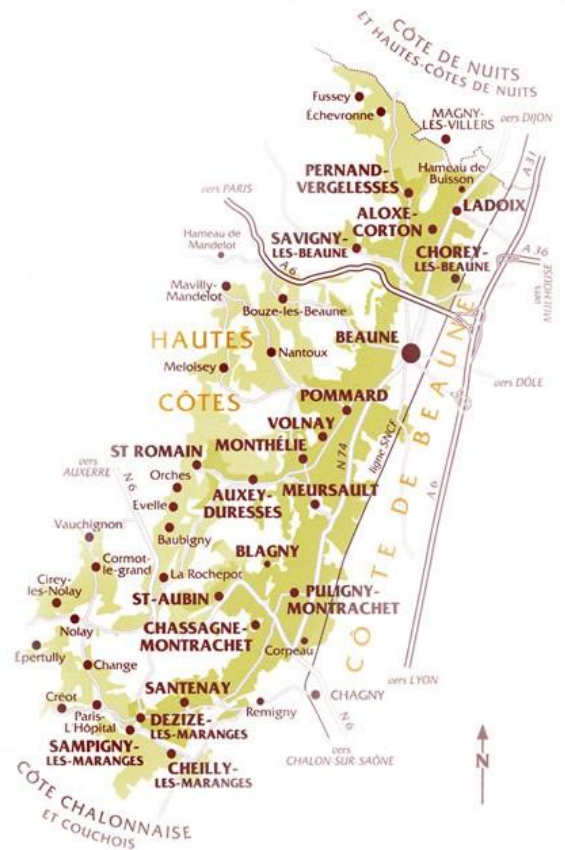 CÔTE DE NUITS
ET HAUTES-CÔTES DE NUITS
Fussey
Échevronne
MAGNY-
LES-VILLERS
vers DIJON
A 31
PERNAND-
VERGELESSES
Hameau de
Buisson
LADOIX
vers PARIS
ALOXE-
CORTON
SAVIGNY-
LES-BEAUNE
CHOREY-
LES-BEAUNE
A 36
vers
MULHOUSE
Hameau de
Mandelot
A6
Mavilly-
Mandelot
Bouze-les-Beaune
HAUTES
CÔTES
Nantoux
Meloisey
BEAUNE
vers DÔLE
POMMARD
VOLNAY
MONTHÉLIE
N 74
ligne SNCF
CÔTE DE BEAUNE
A 6
ST ROMAIN
vers
AUXERRE
N 6
Orches
AUXEY-
DURESSES
MEURSAULT
Evelle
Baubigny
Vauchignon
BLAGNY
Cormot-
le-grand
La Rochepot
Cirey-
les-Nolay
ST-AUBIN
PULIGNY-
MONTRACHET
Nolay
CHASSAGNE-
MONTRACHET
Corpeau
Épertully
Change
vers LYON
Créot
SANTENAY
CHAGNY
Paris-
L'Hôpital
DEZIZE-
LES-MARANGES
Remigny
N6
SAMPIGNY-
LES-MARANGES
CHEILLY-
LES-MARANGES
vers
CHALON-SUR-SAÔNE
N
CÔTE CHALONNAISE
ET COUCHOIS